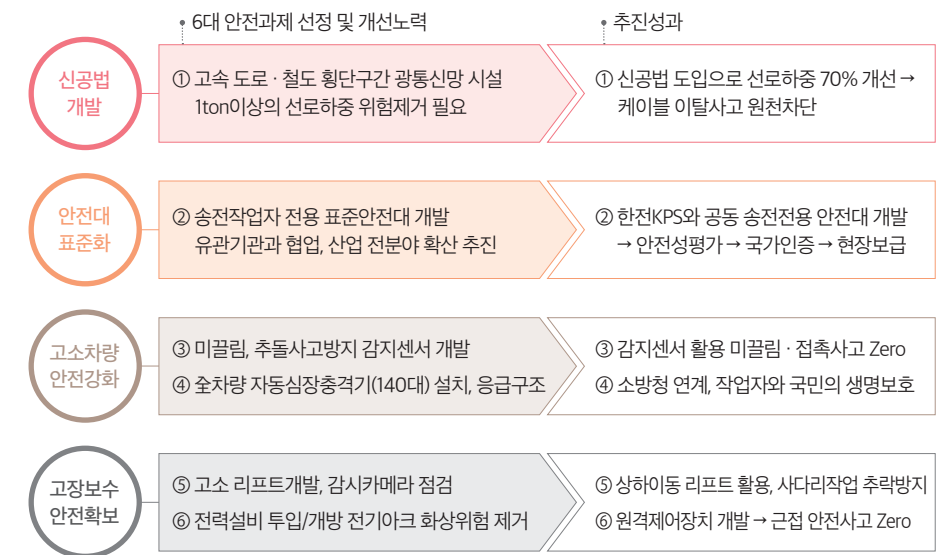 • 6대 안전과제 선정 및 개선노력
• 추진성과
신공법
개발
① 고속 도로 · 철도 횡단구간 광통신망 시설
1ton이상의 선로하중 위험제거 필요
① 신공법 도입으로 선로하중 70% 개선 →
케이블 이탈사고 원천차단
안전대
표준화
② 송전작업자 전용 표준안전대 개발
유관기관과 협업, 산업 전분야 확산 추진
② 한전KPS와 공동 송전전용 안전대 개발
→ 안전성평가 → 국가인증 → 현장보급
고소차량
안전강화
③ 미끌림, 추돌사고방지 감지센서 개발
④ 全차량 자동심장충격기(140대) 설치, 응급구조
③ 감지센서 활용 미끌림 · 접촉사고 Zero
④ 소방청 연계, 작업자와 국민의 생명보호
고장보수
안전확보
⑤ 고소 리프트개발, 감시카메라 점검
⑥ 전력설비 투입/개방 전기아크 화상위험 제거
⑤ 상하이동 리프트 활용, 사다리작업 추락방지
⑥ 원격제어장치 개발 → 근접 안전사고 Zero